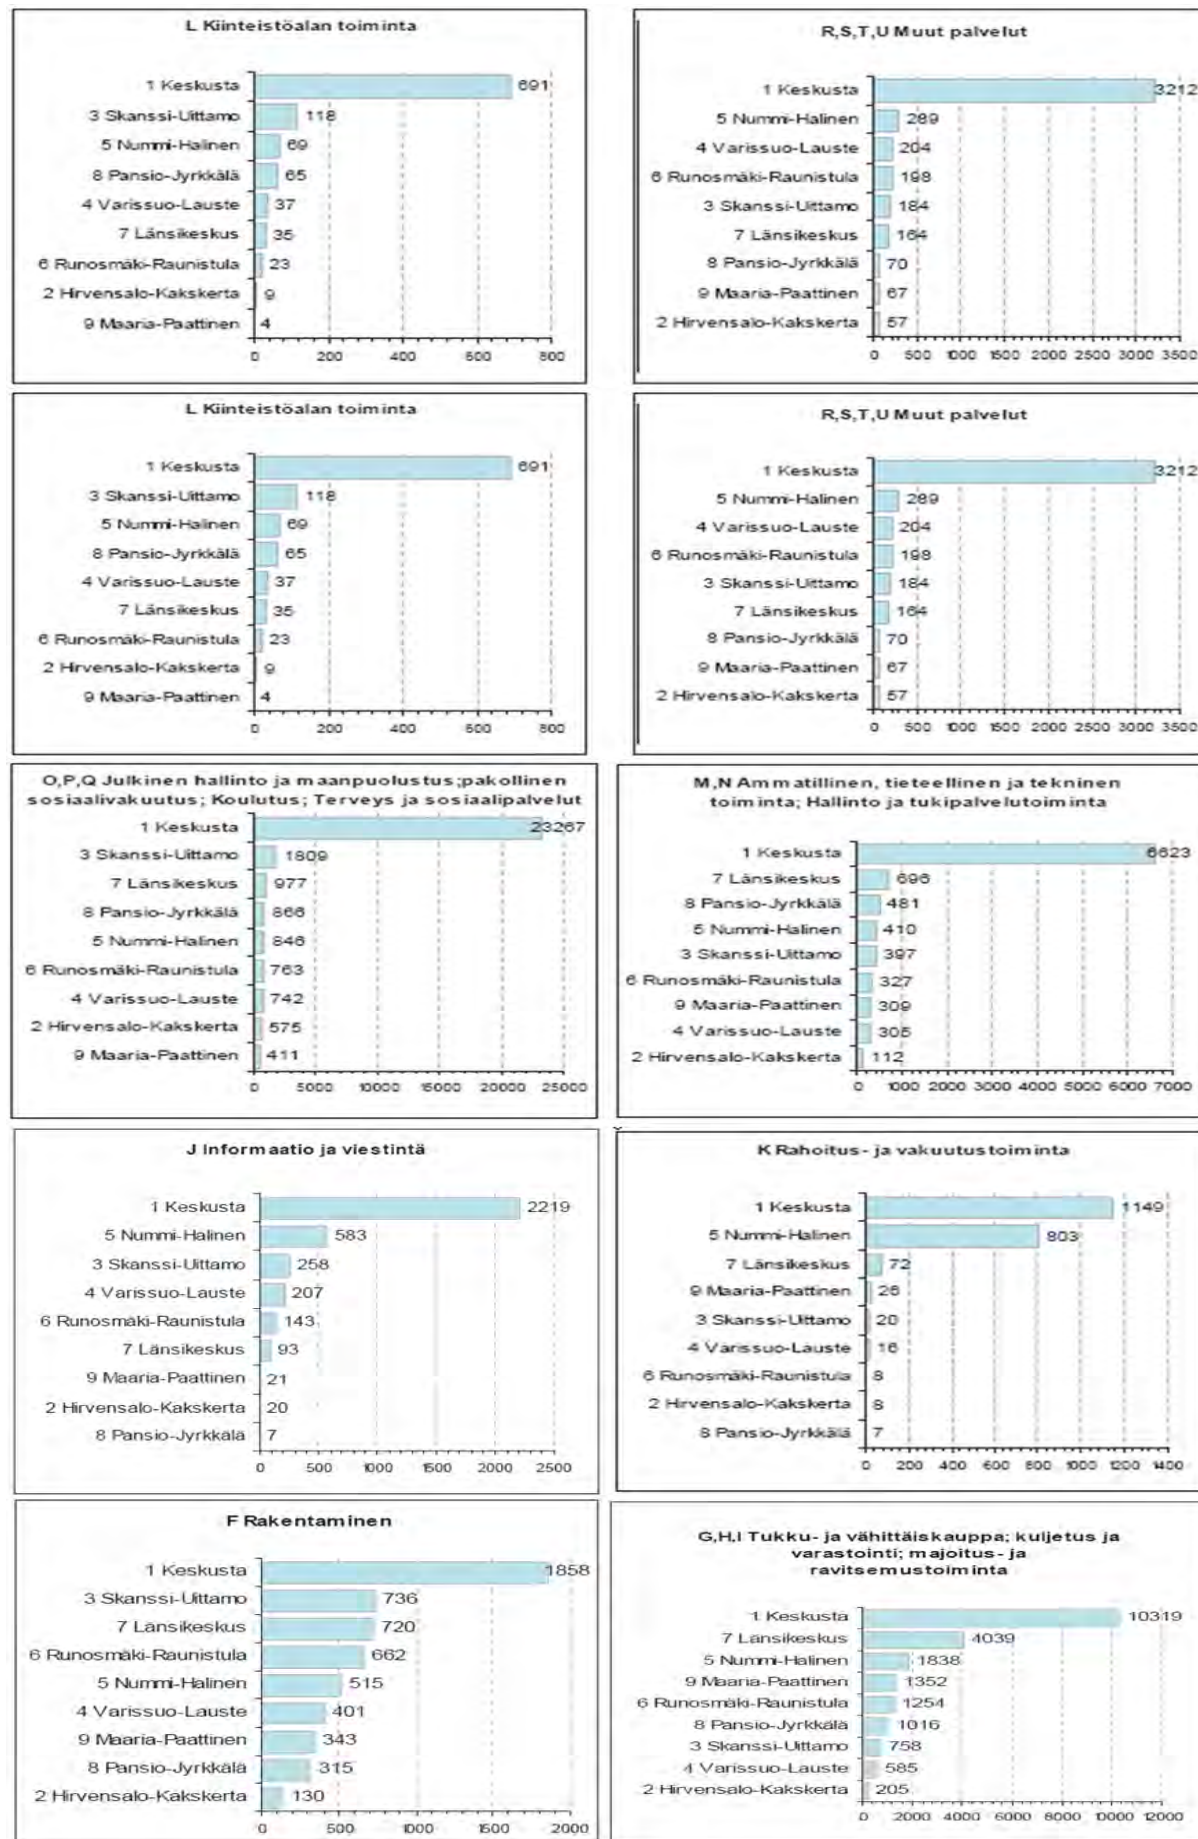 L Kiinteistöalan toiminta
1 Keskusta 691
3 Skanssi-Uittamo 118
5 Nummi-Halinen 69
8 Pansio-Jyrkkälä 65
4 Varissuo-Lauste 37
7 Länsikeskus 35
6 Runosmäki-Raunistula 23
2 Hirvensalo-Kakskerta 9
9 Maaria-Paattinen 4
0 200 400 600 800
R,S,T,U Muut palvelut
1 Keskusta 3212
5 Nummi-Halinen 289
4 Varissuo-Lauste 204
6 Runosmäki-Raunistula 198
3 Skanssi-Uittamo 184
7 Länsikeskus 164
8 Pansio-Jyrkkälä 70
9 Maaria-Paattinen 67
2 Hirvensalo-Kakskerta 57
0 500 1000 1500 2000 2500 3000 3500
L Kiinteistöalan toiminta
1 Keskusta 691
3 Skanssi-Uittamo 118
5 Nummi-Halinen 69
8 Pansio-Jyrkkälä 65
4 Varissuo-Lauste 37
7 Länsikeskus 35
6 Runosmäki-Raunistula 23
2 Hirvensalo-Kakskerta 9
9 Maaria-Paattinen 4
0 200 400 600 800
R,S,T,U Muut palvelut
1 Keskusta 3212
5 Nummi-Halinen 289
4 Varissuo-Lauste 204
6 Runosmäki-Raunistula 198
3 Skanssi-Uittamo 184
7 Länsikeskus 164
8 Pansio-Jyrkkälä 70
9 Maaria-Paattinen 67
2 Hirvensalo-Kakskerta 57
0 500 1000 1500 2000 2500 3000 3500
O,P,Q Julkinen hallinto ja maanpuolustus;pakollinen
sosiaalivakuutus; Koulutus; Terveys ja sosiaalipalvelut
1 Keskusta 23267
3 Skanssi-Uittamo 1809
7 Länsikeskus 977
8 Pansio-Jyrkkälä 866
5 Nummi-Halinen 846
6 Runosmäki-Raunistula 763
4 Varissuo-Lauste 742
2 Hirvensalo-Kakskerta 575
9 Maaria-Paattinen 411
0 5000 10000 15000 20000 25000
M,N Ammatillinen, tieteellinen ja tekninen
toiminta; Hallinto ja tukipalvelutoiminta
1 Keskusta 6623
7 Länsikeskus 696
8 Pansio-Jyrkkälä 481
5 Nummi-Halinen 410
3 Skanssi-Uittamo 397
6 Runosmäki-Raunistula 327
9 Maaria-Paattinen 309
4 Varissuo-Lauste 305
2 Hirvensalo-Kakskerta 112
0 1000 2000 3000 4000 5000 6000 7000
J Informaatio ja viestintä
1 Keskusta 2219
5 Nummi-Halinen 583
3 Skanssi-Uittamo 258
4 Varissuo-Lauste 207
6 Runosmäki-Raunistula 143
7 Länsikeskus 93
9 Maaria-Paattinen 21
2 Hirvensalo-Kakskerta 20
8 Pansio-Jyrkkälä 7
0 500 1000 1500 2000 2500
K Rahoitus- ja vakuutustoiminta
1 Keskusta 1149
5 Nummi-Halinen 803
7 Länsikeskus 72
9 Maaria-Paattinen 26
3 Skanssi-Uittamo 20
4 Varissuo-Lauste 16
6 Runosmäki-Raunistula 8
2 Hirvensalo-Kakskerta 8
8 Pansio-Jyrkkälä 7
0 200 400 600 800 1000 1200 1400
F Rakentaminen
1 Keskusta 1858
3 Skanssi-Uittamo 736
7 Länsikeskus 720
6 Runosmäki-Raunistula 662
5 Nummi-Halinen 515
4 Varissuo-Lauste 401
9 Maaria-Paattinen 343
8 Pansio-Jyrkkälä 315
2 Hirvensalo-Kakskerta 130
0 500 1000 1500 2000
G,H,I Tukku- ja vähittäiskauppa; kuljetus ja
varastointi; majoitus- ja
ravitsemustoiminta
1 Keskusta 10319
7 Länsikeskus 4039
5 Nummi-Halinen 1838
9 Maaria-Paattinen 1352
6 Runosmäki-Raunistula 1254
8 Pansio-Jyrkkälä 1016
3 Skanssi-Uittamo 758
4 Varissuo-Lauste 585
2 Hirvensalo-Kakskerta 205
0 2000 4000 6000 8000 10000 12000